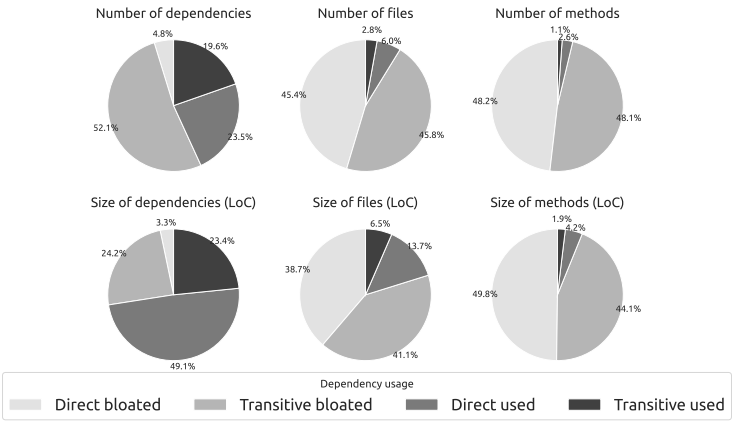 Number of dependencies
4.8%
19.6%
52.1%
23.5%
Number of files
2.8%
6.0%
45.4%
45.8%
Number of methods
1.1%
2.6%
48.2%
48.1%
Size of dependencies (LoC)
3.3%
23.4%
24.2%
49.1%
Size of files (LoC)
6.5%
13.7%
38.7%
41.1%
Size of methods (LoC)
1.9%
4.2%
49.8%
44.1%
Dependency usage
Direct bloated
Transitive bloated
Direct used
Transitive used